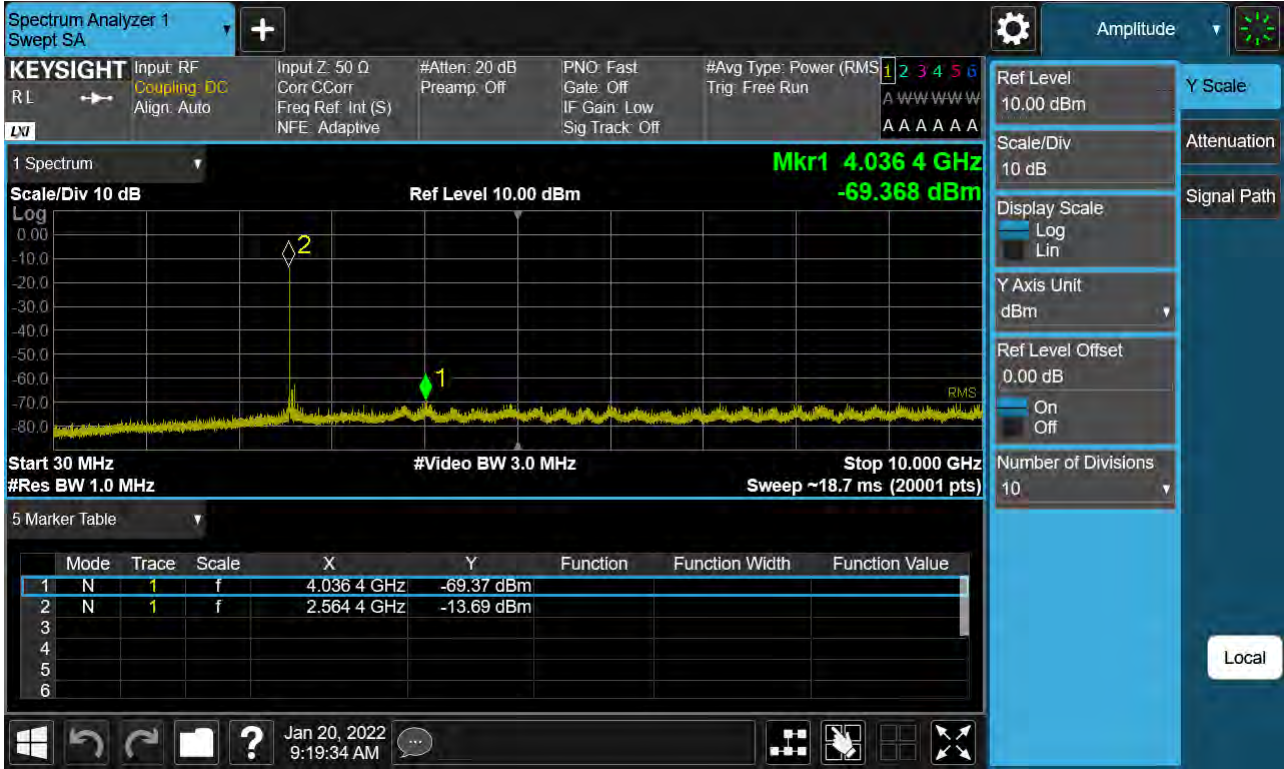 Spectrum Analyzer 1
Swept SA
Amplitude
KEYSIGHT
R L
LXI
Input: RF
Coupling: DC
Align: Auto
Input Z: 50 Ω
Corr CCorr
Freq Ref: Int (S)
NFE: Adaptive
#Atten: 20 dB
Preamp: Off
PNO: Fast
Gate: Off
IF Gain: Low
Sig Track: Off
#Avg Type: Power (RMS
Trig: Free Run
1 2 3 4 5 6
A W W W W W
A A A A A A
1 Spectrum
Mkr1 4.036 4 GHz
Scale/Div 10 dB
Ref Level 10.00 dBm
-69.368 dBm
Log
0.00
-10.0
-20.0
-30.0
-40.0
-50.0
-60.0
-70.0
-80.0
2
1
RMS
Start 30 MHz
#Video BW 3.0 MHz
Stop 10.000 GHz
#Res BW 1.0 MHz
Sweep ~18.7 ms (20001 pts)
5 Marker Table
Mode Trace Scale X Y Function Function Width Function Value
1 N 1 f 4.036 4 GHz -69.37 dBm
2 N 1 f 2.564 4 GHz -13.69 dBm
3
4
5
6
Ref Level
10.00 dBm
Scale/Div
10 dB
Display Scale
Log
Lin
Y Axis Unit
dBm
Ref Level Offset
0.00 dB
On
Off
Number of Divisions
10
Y Scale
Attenuation
Signal Path
Local
?
Jan 20, 2022
9:19:34 AM